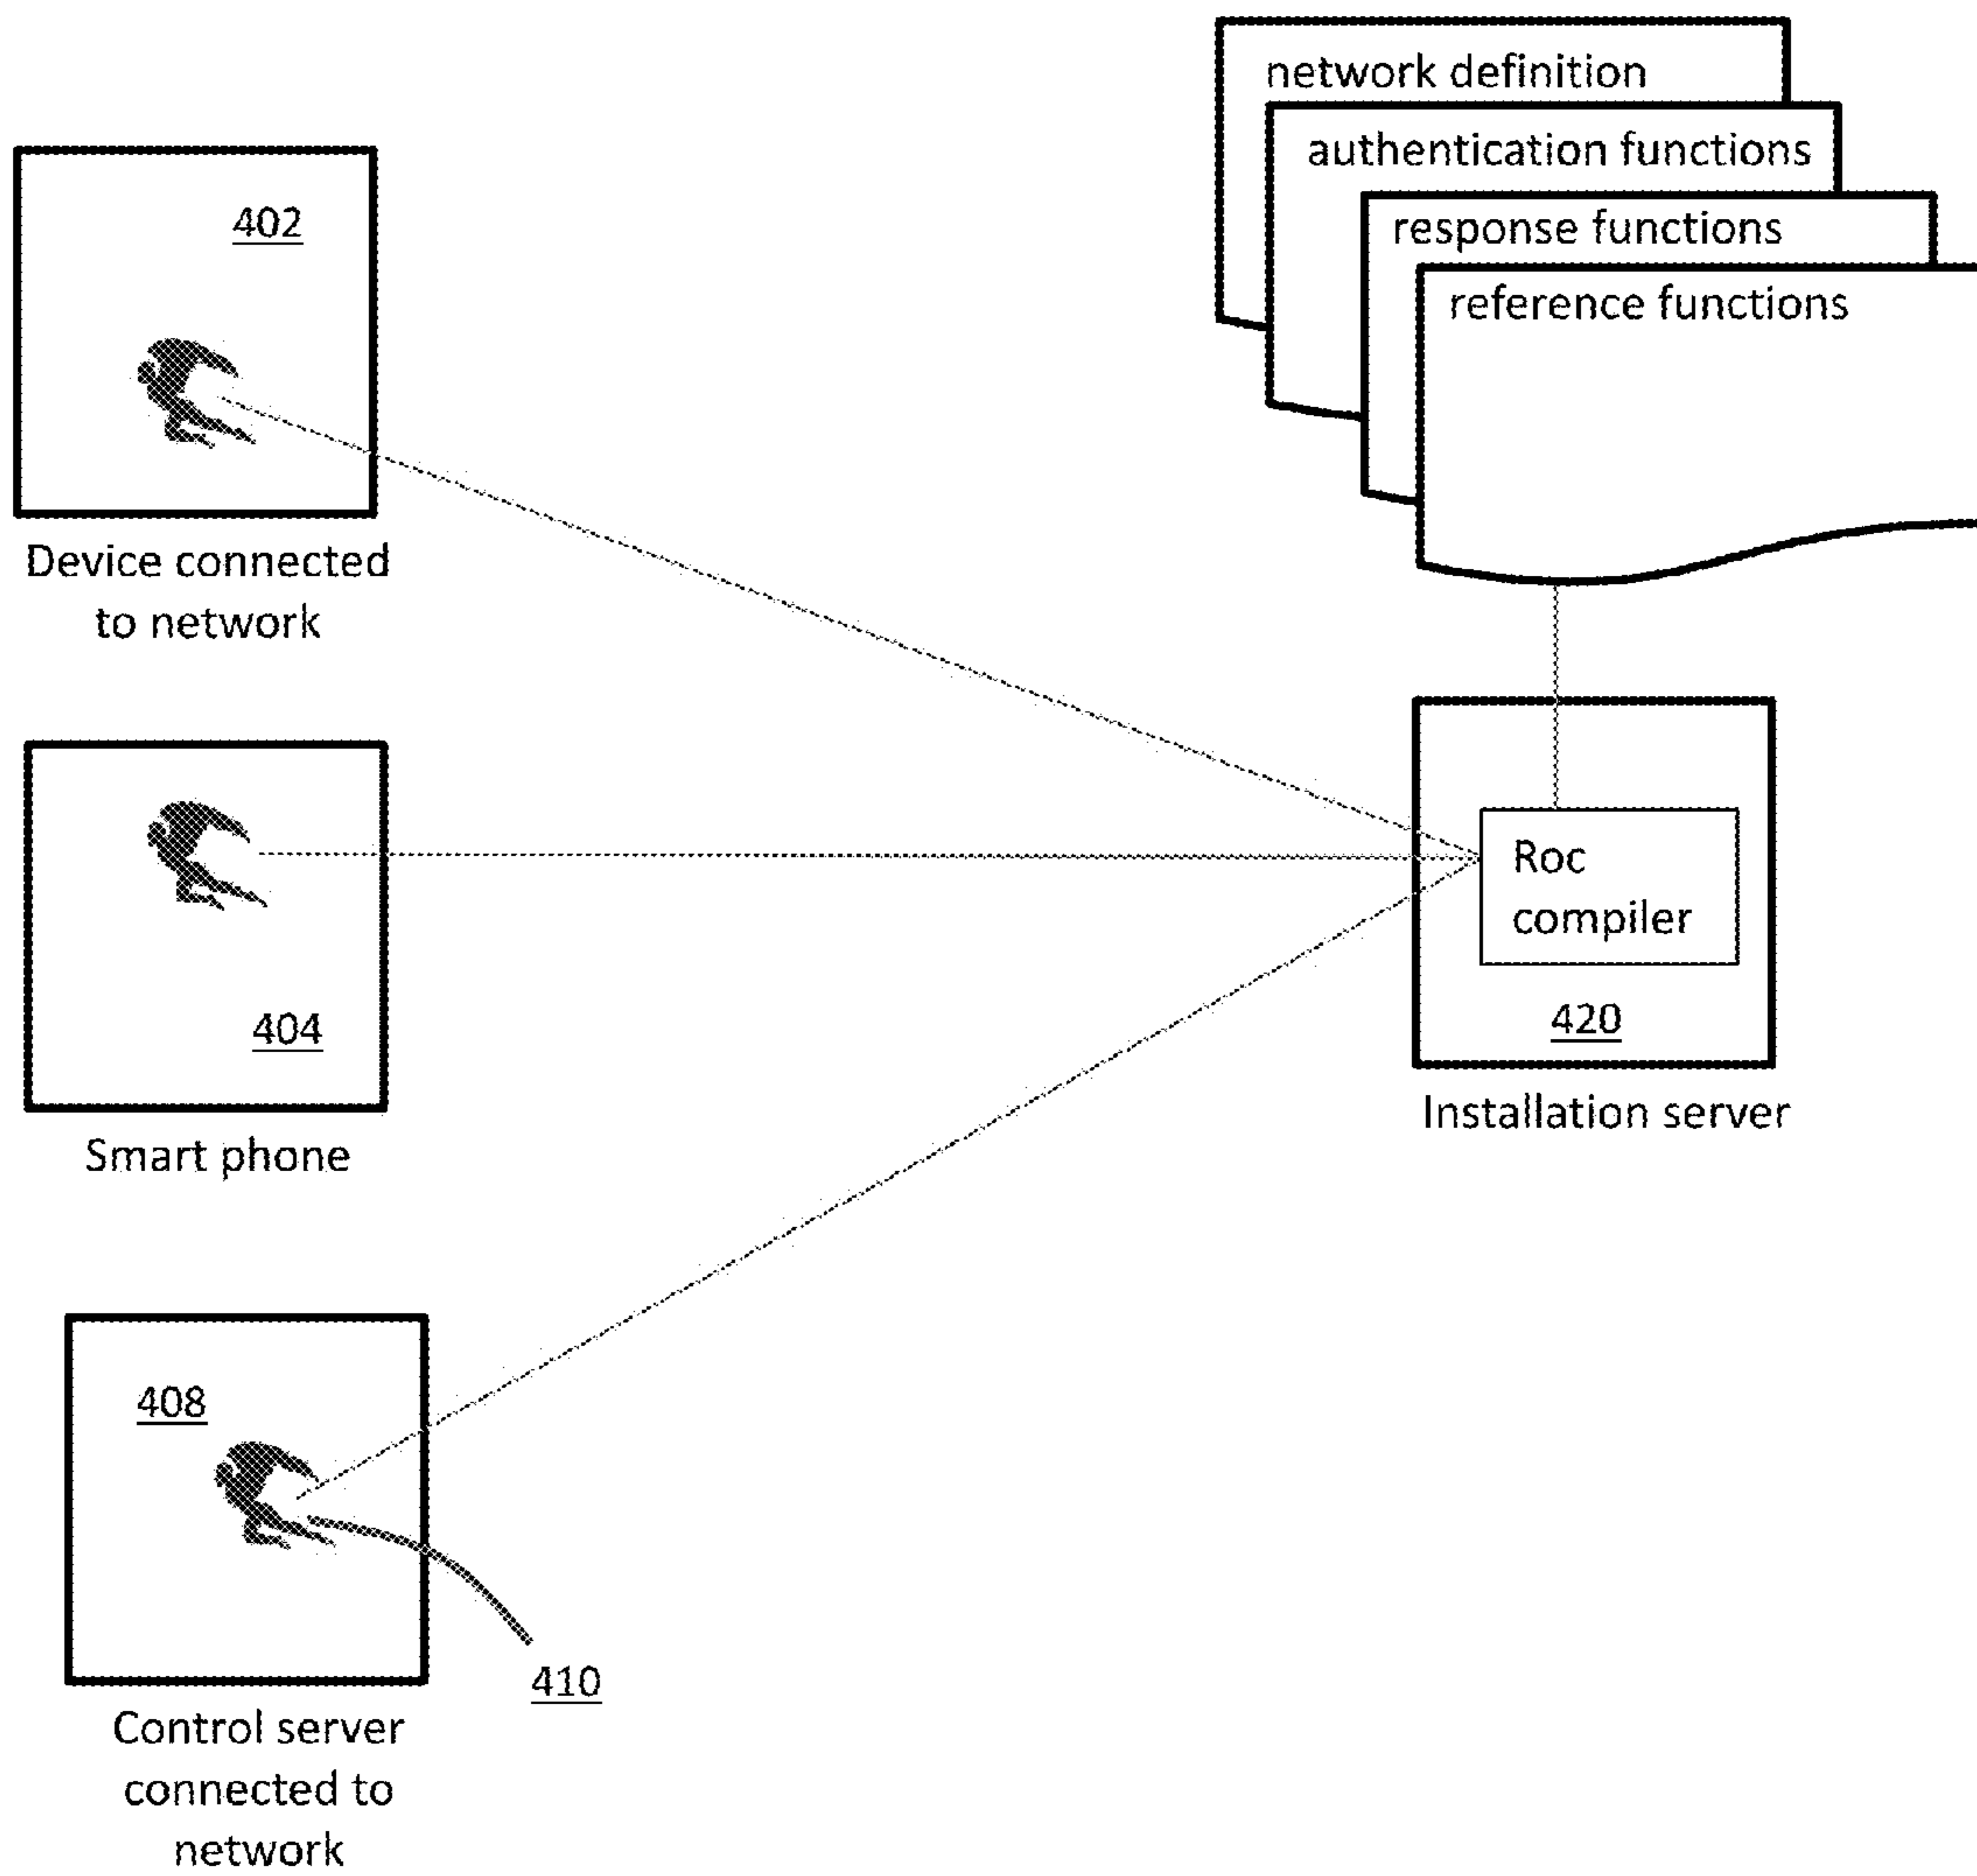 network definition
authentication functions
response functions
reference functions
402
Device connected
to network
404
Smart phone
Roc
compiler
420
Installation server
408
410
Control server
connected to
network